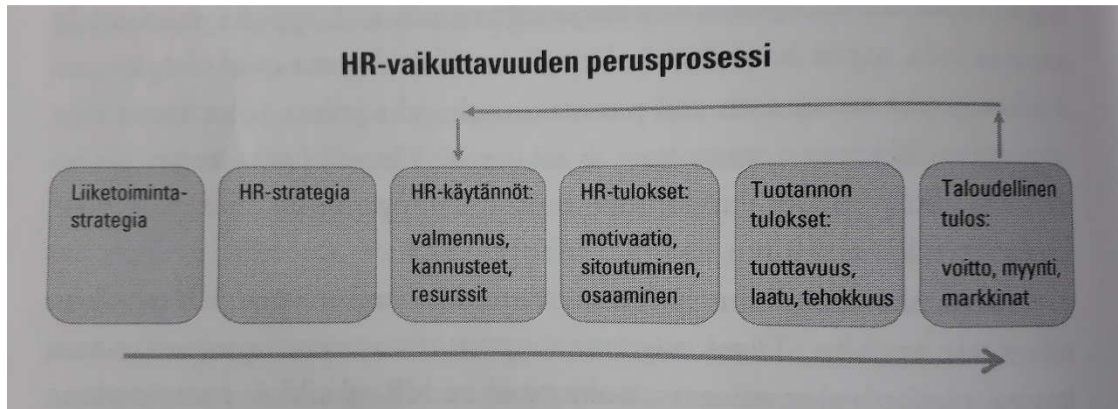 HR-vaikuttavuuden perusprosessi
Liiketoiminta-
strategia
HR-strategia
HR-käytännöt:
valmennus,
kannusteet,
resurssit
HR-tulokset:
motivaatio,
sitoutuminen,
osaaminen
Tuotannon
tulokset:
tuottavuus,
laatu, tehokkuus
Taloudellinen
tulos:
voitto, myynti,
markkinat